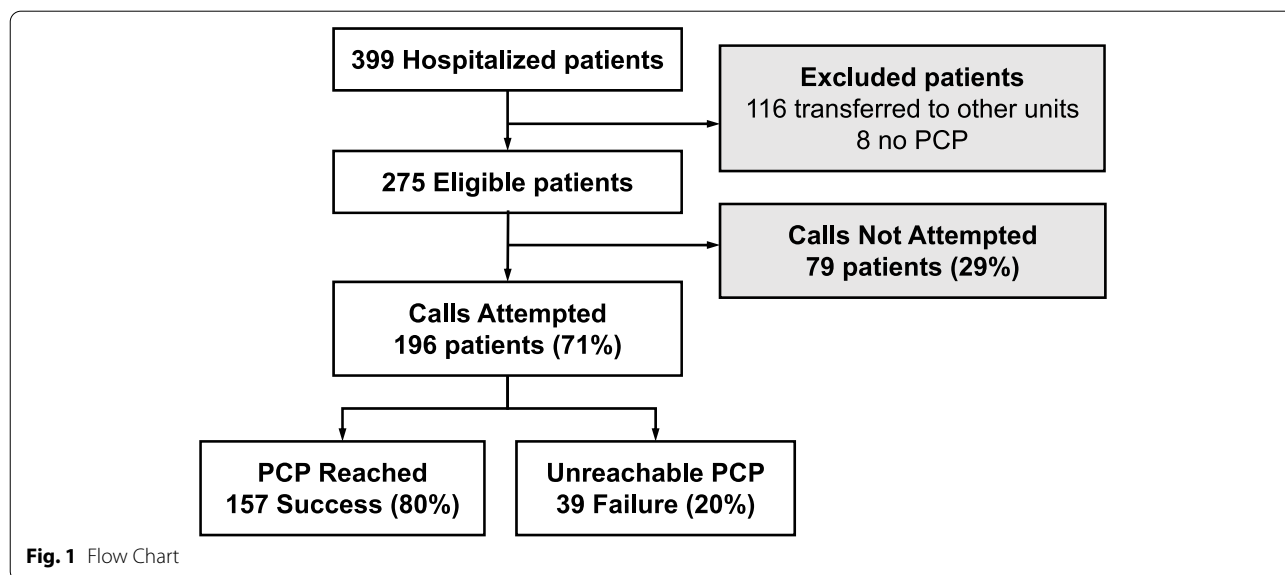 399 Hospitalized patients
Excluded patients
116 transferred to other units
8 no PCP
275 Eligible patients
Calls Not Attempted
79 patients (29%)
Calls Attempted
196 patients (71%)
PCP Reached
157 Success (80%)
Unreachable PCP
39 Failure (20%)
Fig. 1 Flow Chart